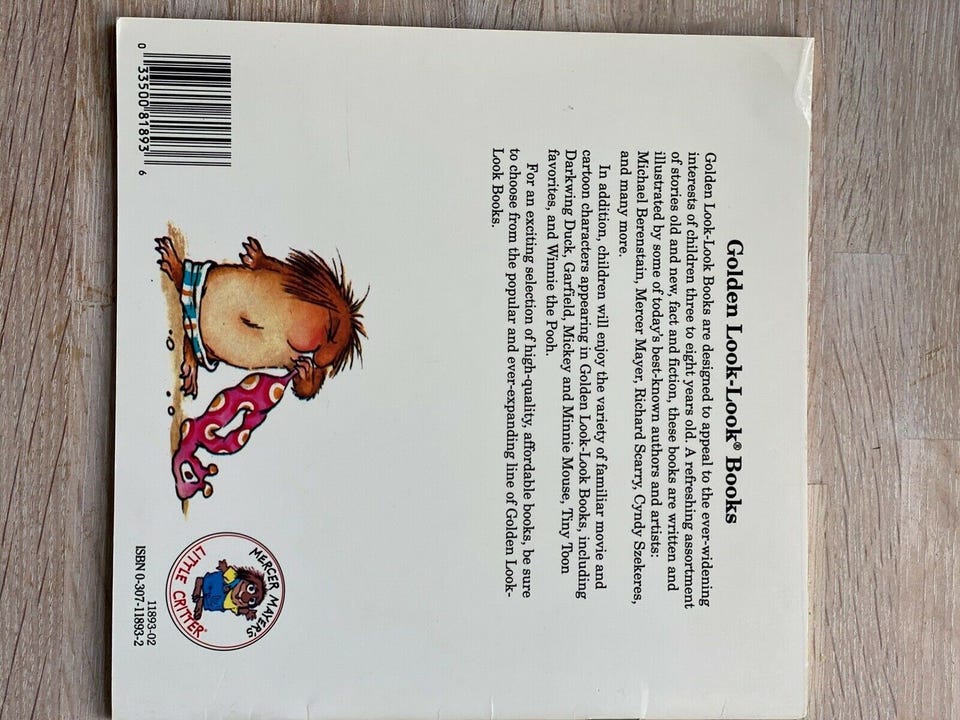 Golden Look-Look® Books
Golden Look-Look Books are designed to appeal to the ever-widening
interests of children three to eight years old. A refreshing assortment
of stories old and new, fact and fiction, these books are written and
illustrated by some of today's best-known authors and artists:
Michael Berenstain, Mercer Mayer, Richard Scarry, Cyndy Szekeres,
and many more.
In addition, children will enjoy the variety of familiar movie and
cartoon characters appearing in Golden Look-Look Books, including
Darkwing Duck, Garfield, Mickey and Minnie Mouse, Tiny Toon
favorites, and Winnie the Pooh.
For an exciting selection of high-quality, affordable books, be sure
to choose from the popular and ever-expanding line of Golden Look-
Look Books.
0 33500 81893 6
MERCER MAYER'S
LITTLE CRITTER®
11893-02
ISBN 0-307-11893-2